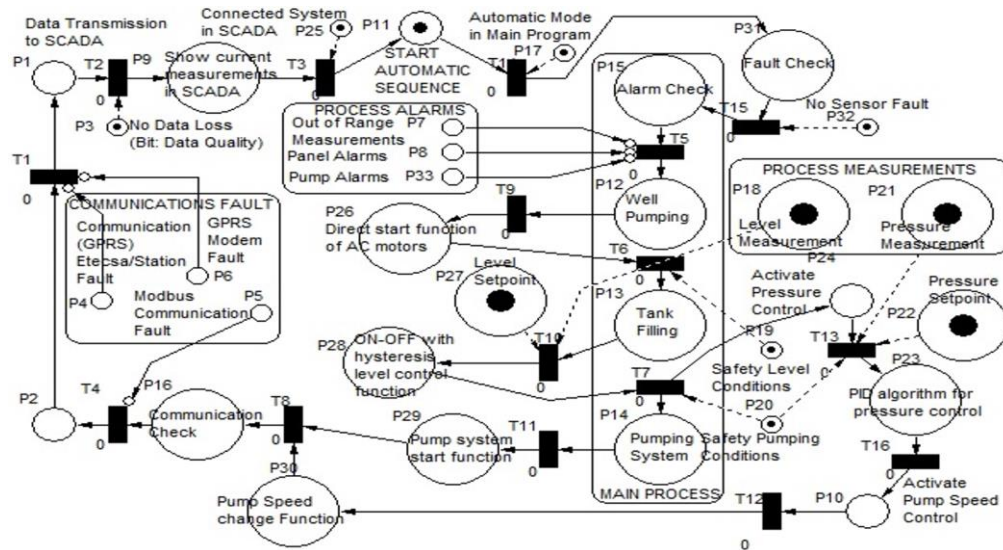 Data Transmission
to SCADA
P1
T2
0
P9
Show current
measurements
in SCADA
P3
No Data Loss
(Bit: Data Quality)
Connected System
in SCADA
P25
T3
0
P11
START
AUTOMATIC
SEQUENCE
Automatic Mode
in Main Program
P17
T1
0
P31
Fault Check
T15
0
No Sensor Fault
P32
P15
Alarm Check
PROCESS ALARMS
Out of Range
Measurements
P7
Panel Alarms
P8
Pump Alarms
P33
T5
0
T1
0
COMMUNICATIONS FAULT
Communication
(GPRS)
Etecsa/Station
Fault
P4
GPRS
Modem
Fault
P6
Modbus
Communication
Fault
P5
P12
Well
Pumping
T9
0
P26
Direct start function
of AC motors
T6
0
PROCESS MEASUREMENTS
P18
Level
Measurement
P21
Pressure
Measurement
P24
Activate
Pressure
Control
P27
Level
Setpoint
P13
Tank
Filling
P22
Pressure
Setpoint
P19
Safety Level
Conditions
T13
0
P28
ON-OFF with
hysteresis
level control
function
T10
0
T7
0
P23
PID algorithm for
pressure control
P20
Safety Pumping
Conditions
P2
T4
0
P16
Communication
Check
T8
0
P29
Pump system
start function
T11
0
P14
Pumping
System
MAIN PROCESS
T16
0
Activate
Pump Speed
Control
P10
T12
0
P30
Pump Speed
change Function